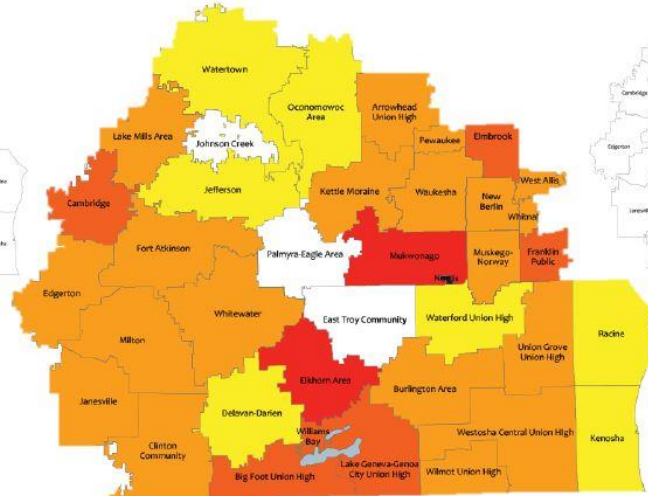 Watertown
Oconomowoc
Area
Arrowhead
Union High
Lake Mills Area
Johnson Creek
Pewaukee
Elmbrook
Jefferson
Kettle Moraine
Waukesha
New
Berlin
West Allis
Whitnal
Cambridge
Fort Atkinson
Palmyra-Eagle Area
Mukwonago
Muskego-
Norway
Franklin
Public
Edgerton
Whitewater
East Troy Community
Waterford Union High
Milton
Union Grove
Union High
Racine
Elkhorn Area
Janesville
Delavan-Darien
Burlington Area
Williams
Bay
Clinton
Community
Westosha Central Union High
Kenosha
Big Foot Union High
Lake Geneva-Genoa
City Union High
Wilmot Union High
Cambridge
Edgerton